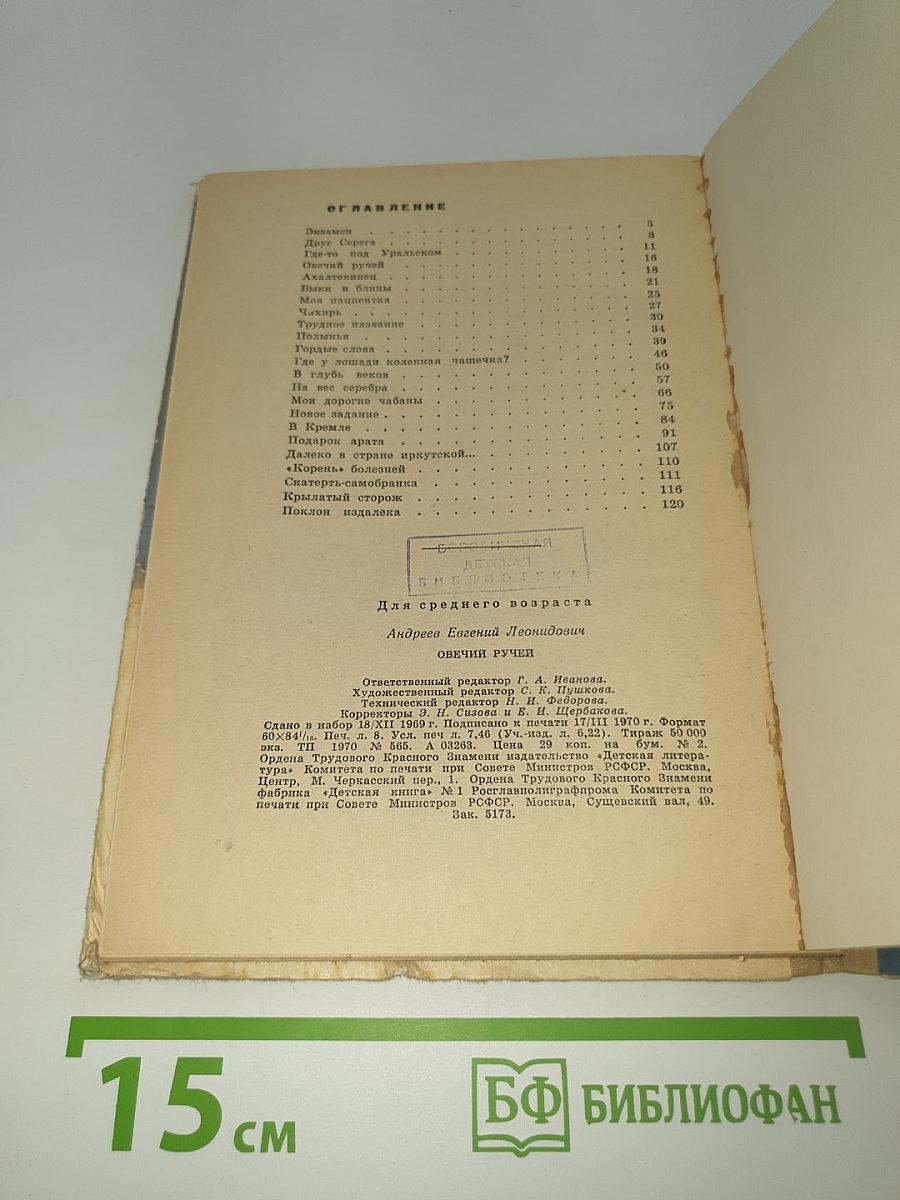 ОГЛАВЛЕНИЕ
Экзамен . . . . 5
Друг Серега . . . . 8
Где-то под Уральском . . . . 11
Овечий ручей . . . . 16
Ахалтекинец . . . . 18
Быки и блины . . . . 21
Моя пациентка . . . . 25
Чихирь . . . . 27
Трудное название . . . . 30
Полынья . . . . 34
Гордые слова . . . . 39
Где у лошади коленная чашечка? . . . . 46
В глубь веков . . . . 50
На вес серебра . . . . 57
Мои дорогие чабаны . . . . 66
Новое задание . . . . 75
В Кремле . . . . 84
Подарок арата . . . . 91
Далеко в стране иркутской... . . . . 107
«Корень» болезней . . . . 110
Скатерть-самобранка . . . . 111
Крылатый сторож . . . . 116
Поклон издалека . . . . 120
ДЕТСКАЯ
БИБЛИОТЕКА
Для среднего возраста
Андреев Евгений Леонидович
ОВЕЧИЙ РУЧЕЙ
Ответственный редактор Г. А. Иванова.
Художественный редактор С. К. Пушкова.
Технический редактор Н. И. Федорова.
Корректоры Э. Н. Сизова и Е. И. Щербакова.
Сдано в набор 18/XII 1969 г. Подписано к печати 17/III 1970 г. Формат
60×84¹/₁₆. Печ. л. 8. Усл. печ л. 7,46 (Уч.-изд. л. 6,22). Тираж 50 000
экз. ТП 1970 № 565. А 03263. Цена 29 коп. на бум. № 2.
Ордена Трудового Красного Знамени издательство «Детская литера-
тура» Комитета по печати при Совете Министров РСФСР. Москва,
Центр, М. Черкасский пер., 1. Ордена Трудового Красного Знамени
фабрика «Детская книга» № 1 Росглавполиграфпрома Комитета по
печати при Совете Министров РСФСР. Москва, Сущевский вал, 49.
Зак. 5173.
15 см
БФ БИБЛИОФАН